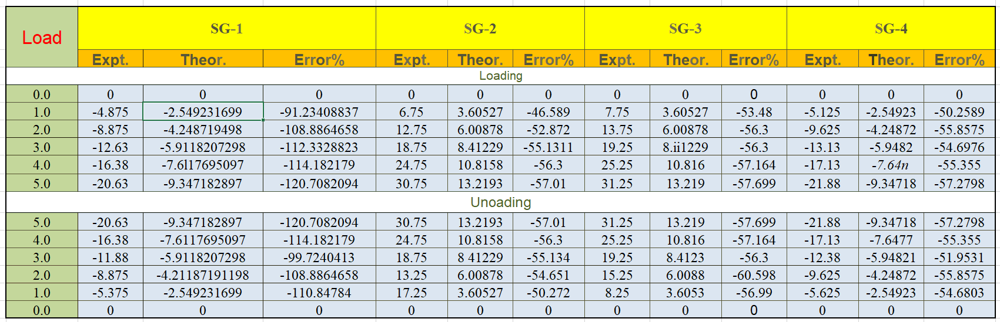 Load SG-1 SG-2 SG-3 SG-4
Expt. Theor. Error% Expt. Theor. Error% Expt. Theor. Error% Expt. Theor. Error%
Loading
0.0 0 0 0 0 0 0 0 0 0 0 0 0
1.0 -4.875 -2.549231699 -91.23408837 6.75 3.60527 -46.589 7.75 3.60527 -53.48 -5.125 -2.54923 -50.2589
2.0 -8.875 -4.248719498 -108.8864658 12.75 6.00878 -52.872 13.75 6.00878 -56.3 -9.625 -4.24872 -55.8575
3.0 -12.63 -5.9118207298 -112.3328823 18.75 8.41229 -55.1311 19.25 8.ii1229 -56.3 -13.13 -5.9482 -54.6976
4.0 -16.38 -7.6l17695097 -114.182179 24.75 10.8158 -56.3 25.25 10.816 -57.164 -17.13 -7.64n -55.355
5.0 -20.63 -9.347182897 -120.7082094 30.75 13.2193 -57.01 31.25 13.219 -57.699 -21.88 -9.34718 -57.2798
Unoading
5.0 -20.63 -9.347182897 -120.7082094 30.75 13.2193 -57.01 31.25 13.219 -57.699 -21.88 -9.34718 -57.2798
4.0 -16.38 -7.6117695097 -114.182179 24.75 10.8158 -56.3 25.25 10.816 -57.164 -17.13 -7.6477 -55.355
3.0 -11.88 -5.9118207298 -99.7240413 18.75 8 41229 -55.134 19.25 8.4123 -56.3 -12.38 -5.94821 -51.9531
2.0 -8.875 -4.21187191198 -108.8864658 13.25 6.00878 -54.651 15.25 6.0088 -60.598 -9.625 -4.24872 -55.8575
1.0 -5.375 -2.549231699 -110.84784 17.25 3.60527 -50.272 8.25 3.6053 -56.99 -5.625 -2.54923 -54.6803
0.0 0 0 0 0 0 0 0 0 0 0 0 0